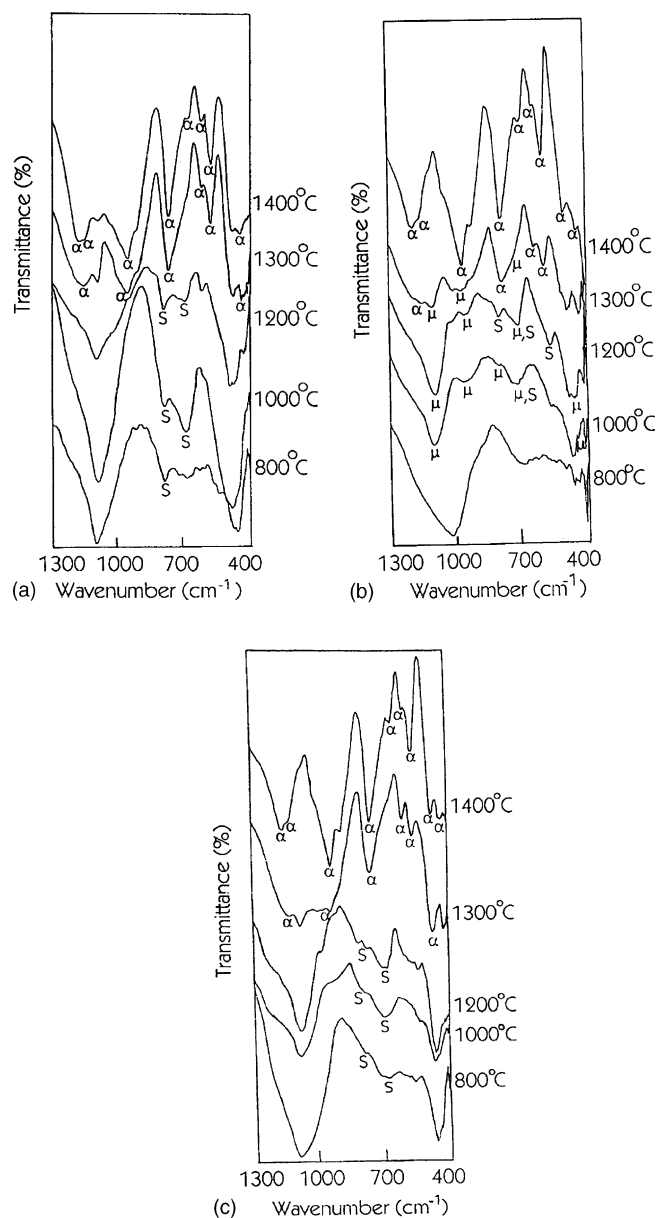 Transmittance (%)
α α α α α α α α α 1400°C
α α α α α α 1300°C
S S 1200°C
S S 1000°C
S 800°C
1300 1000 700 400
(a) Wavenumber (cm⁻¹)
Transmittance (%)
α α α α α α α α α 1400°C
α μ μ α μ α α 1300°C
μ μ S μ,S S μ 1200°C
μ μ μ μ,S μ 1000°C
800°C
1300 1000 700 400
(b) Wavenumber (cm⁻¹)
Transmittance (%)
α α α α α α α α α 1400°C
α α α α α α 1300°C
S S 1200°C
S S 1000°C
S S 800°C
1300 1000 700 400
(c) Wavenumber (cm⁻¹)